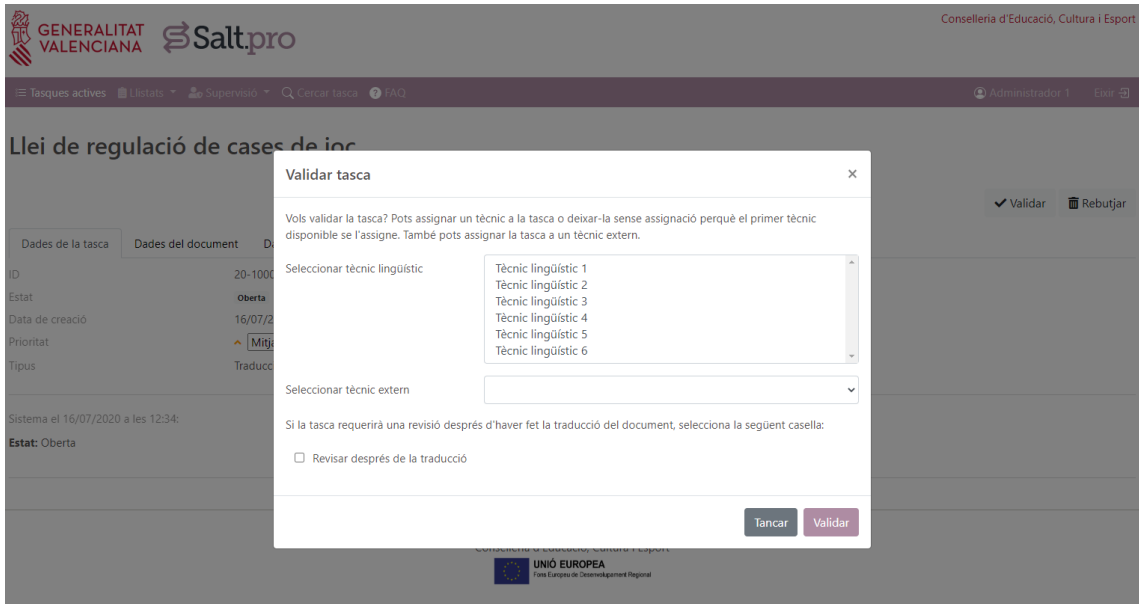 GENERALITAT
VALENCIANA
Salt.pro
Conselleria d'Educació, Cultura i Esport
Tasques actives Llistats Supervisió Cercar tasca FAQ Administrador 1 Eixir
Llei de regulació de cases de joc
Validar Rebutjar
Dades de la tasca Dades del document
ID 20-1000
Estat Oberta
Data de creació 16/07/2
Prioritat Mitja
Tipus Traducc
Sistema el 16/07/2020 a les 12:34:
Estat: Oberta
Validar tasca ×
Vols validar la tasca? Pots assignar un tècnic a la tasca o deixar-la sense assignació perquè el primer tècnic
disponible se l'assigne. També pots assignar la tasca a un tècnic extern.
Seleccionar tècnic lingüístic
Tècnic lingüístic 1
Tècnic lingüístic 2
Tècnic lingüístic 3
Tècnic lingüístic 4
Tècnic lingüístic 5
Tècnic lingüístic 6
Seleccionar tècnic extern
Si la tasca requerirà una revisió després d'haver fet la traducció del document, selecciona la següent casella:
Revisar després de la traducció
Tancar Validar
Conselleria d'Educació, Cultura i Esport
UNIÓ EUROPEA
Fons Europeu de Desenvolupament Regional